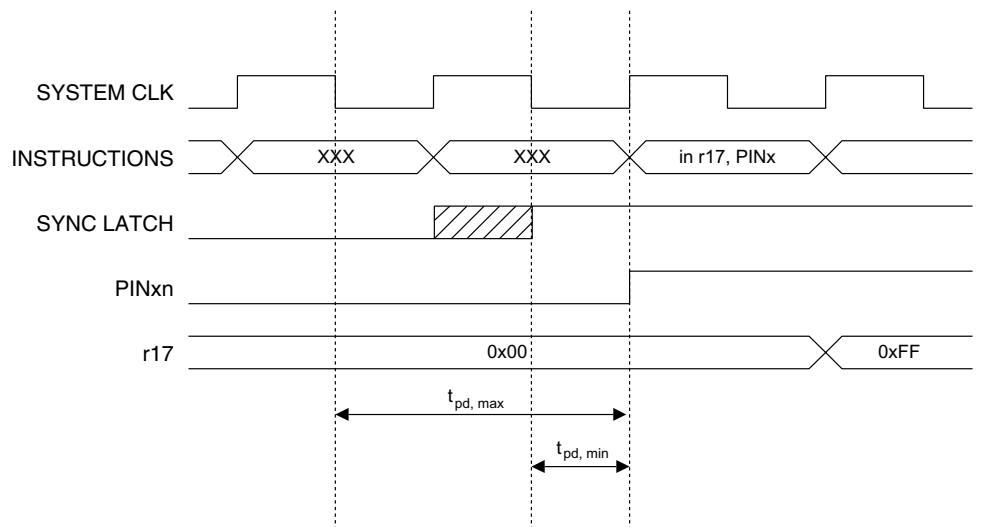 SYSTEM CLK
INSTRUCTIONS XXX XXX in r17, PINx
SYNC LATCH
PINxn
r17 0x00 0xFF
tpd, max
tpd, min